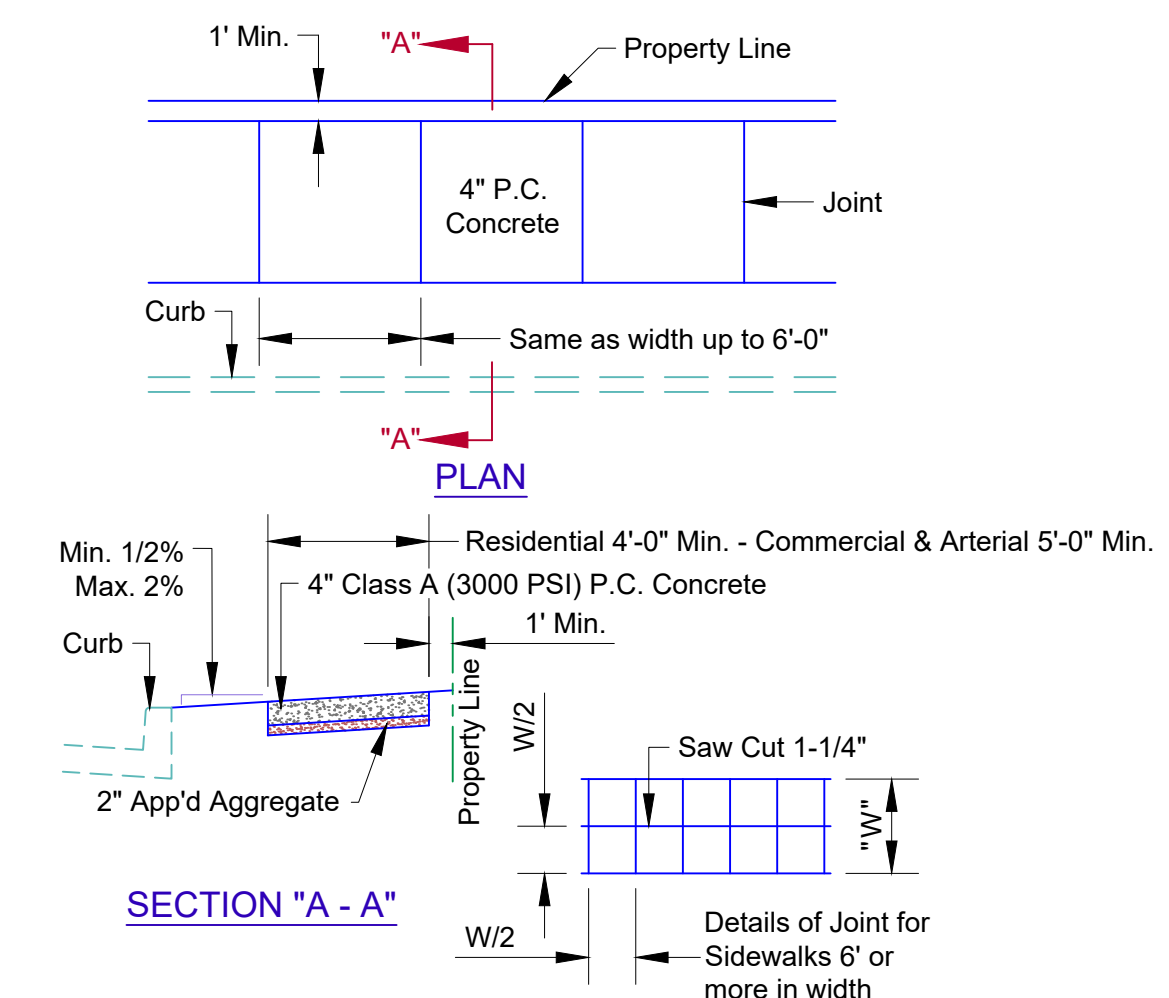 1' Min.
"A"
Property Line
4" P.C.
Concrete
Joint
Curb
Same as width up to 6'-0"
"A"
PLAN
Residential 4'-0" Min. - Commercial & Arterial 5'-0" Min.
Min. 1/2%
Max. 2%
4" Class A (3000 PSI) P.C. Concrete
1' Min.
Curb
Property Line
W/2
Saw Cut 1-1/4"
2" App'd Aggregate
"W"
SECTION "A - A"
W/2
Details of Joint for
Sidewalks 6' or
more in width